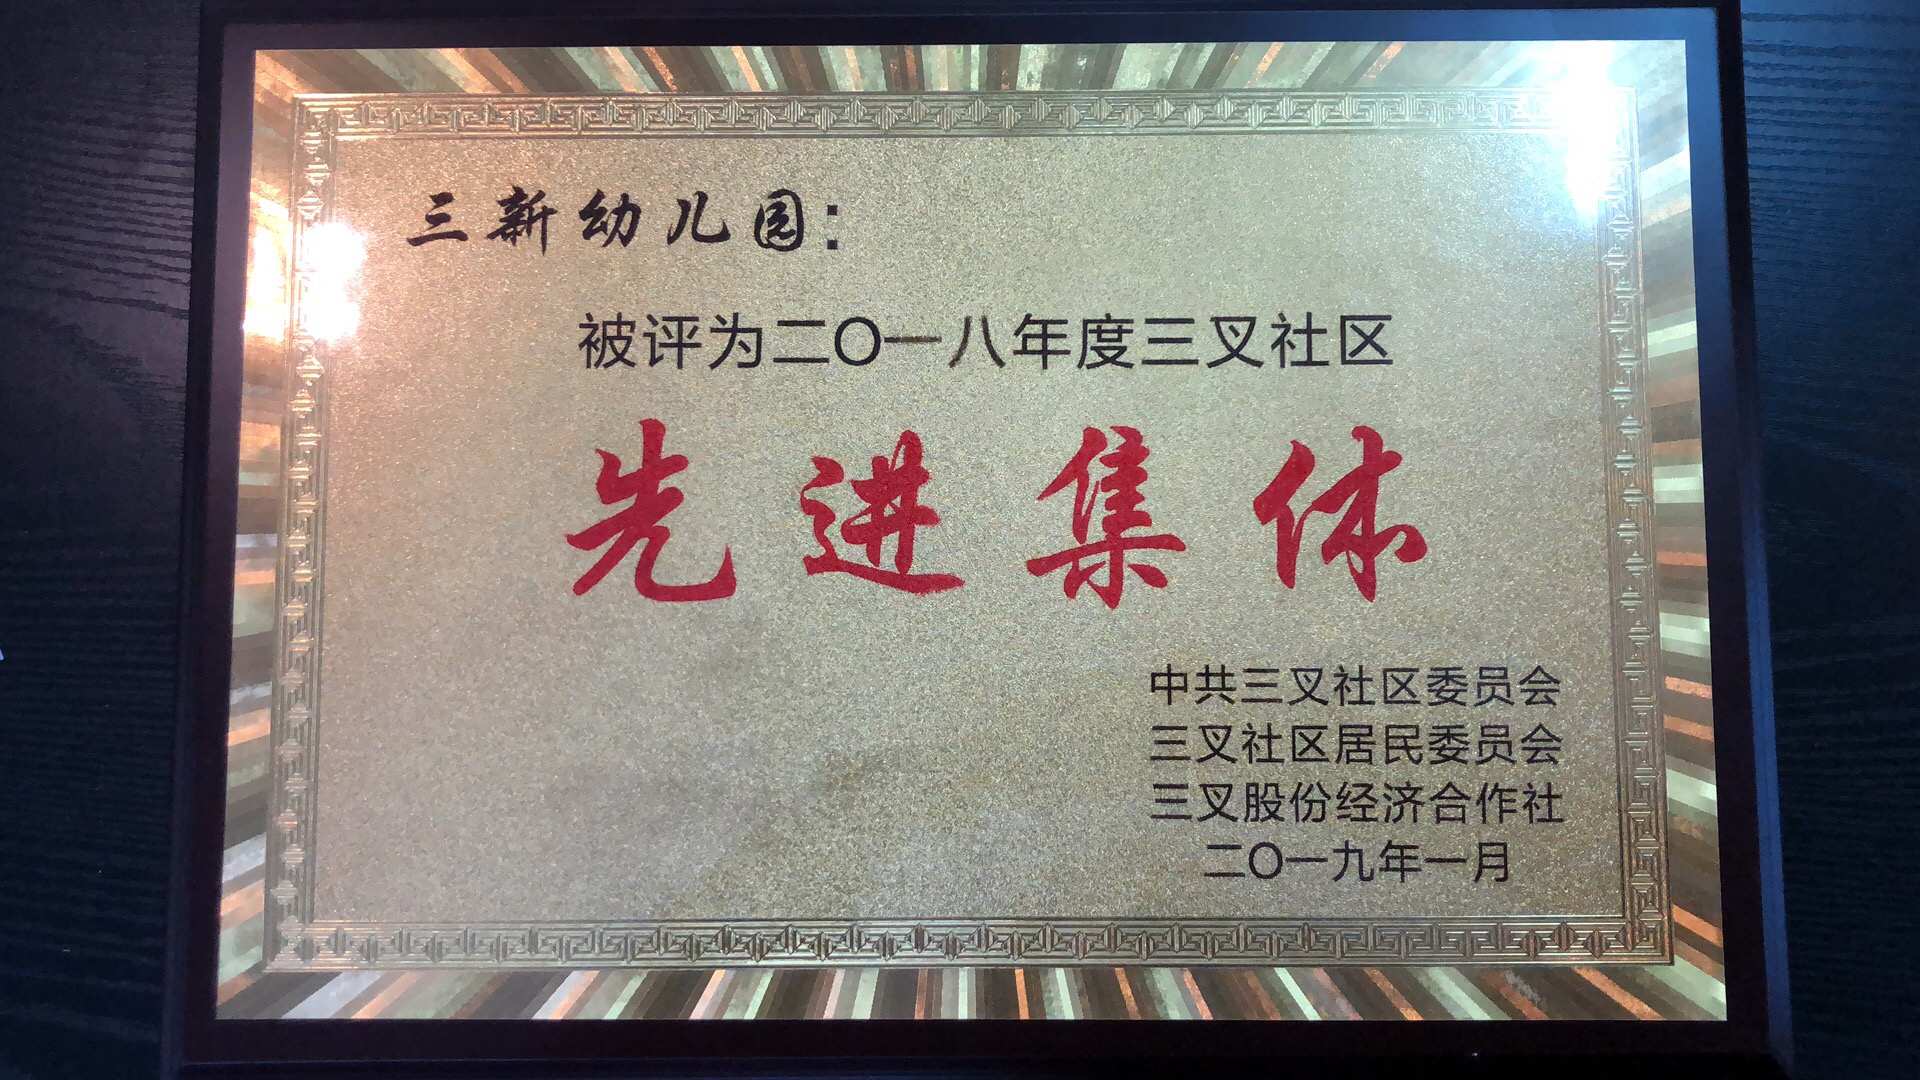 三新幼儿园:
被评为二〇一八年度三叉社区
先进集体
中共三叉社区委员会
三叉社区居民委员会
三叉股份经济合作社
二〇一九年一月